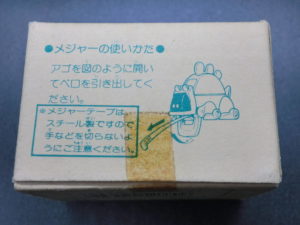 ●メジャーの使いかた●
アゴを図のように開い
てベロを引き出してく
ださい。
※メジャーテープは、
スチール製ですので
手などを切らないよ
うにご注意ください。